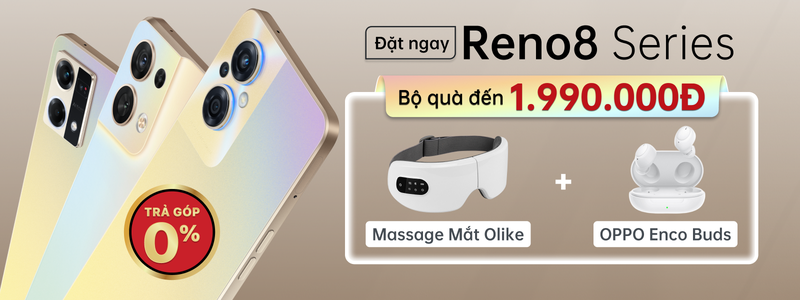 Đặt ngay
Reno8 Series
Bộ quà đến 1.990.000Đ
Massage Mắt Olike
+
OPPO Enco Buds
TRẢ GÓP
0%